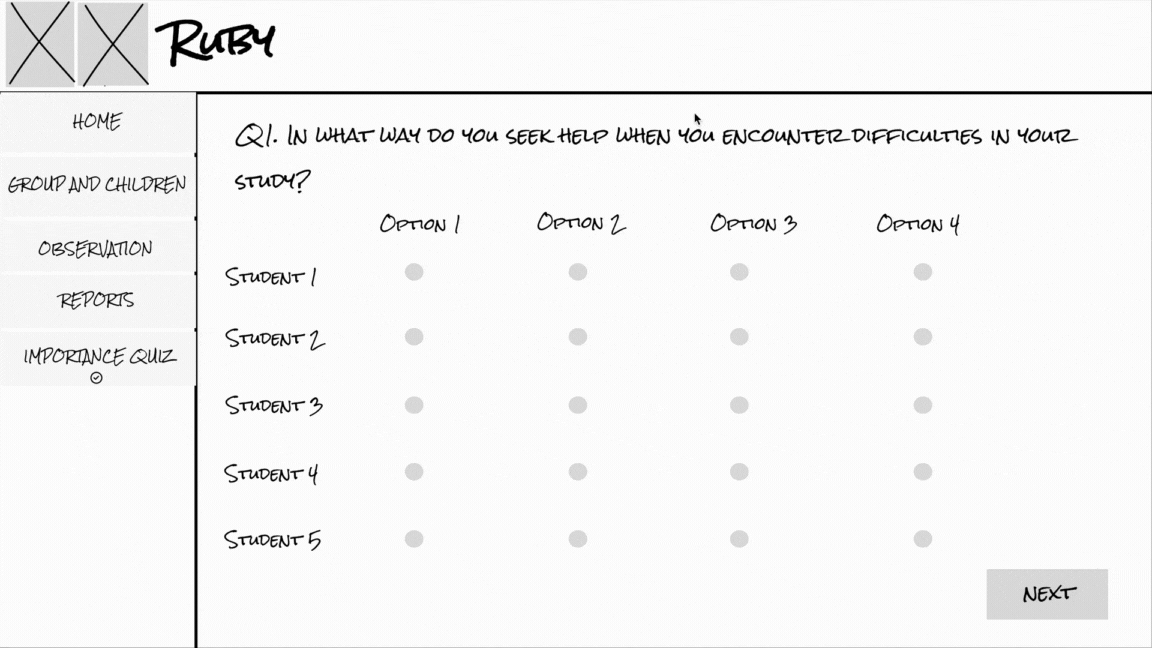 Ruby
HOME
GROUP AND CHILDREN
OBSERVATION
REPORTS
IMPORTANCE QUIZ
Q1. In what way do you seek help when you encounter difficulties in your
study?
Option 1 Option 2 Option 3 Option 4
Student 1
Student 2
Student 3
Student 4
Student 5
NEXT